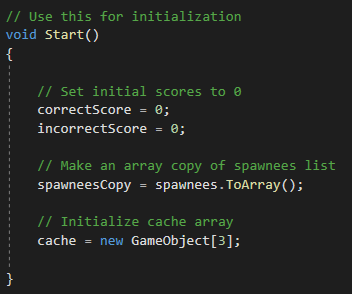 // Use this for initialization
void Start()
{
// Set initial scores to 0
correctScore = 0;
incorrectScore = 0;
// Make an array copy of spawnees list
spawneesCopy = spawnees.ToArray();
// Initialize cache array
cache = new GameObject[3];
}